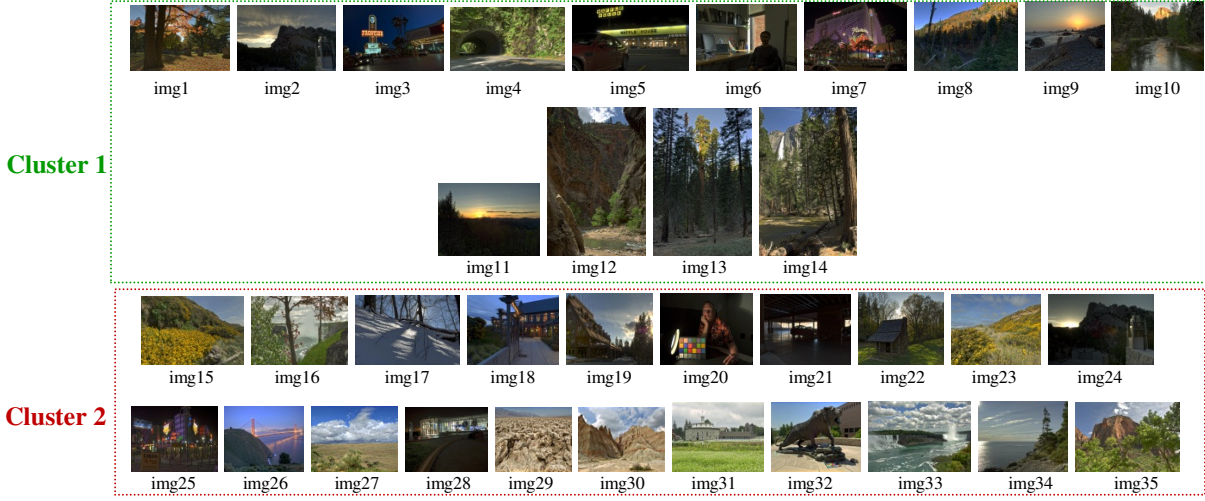 img1 img2 img3 img4 img5 img6 img7 img8 img9 img10
Cluster 1
img11 img12 img13 img14
img15 img16 img17 img18 img19 img20 img21 img22 img23 img24
Cluster 2
img25 img26 img27 img28 img29 img30 img31 img32 img33 img34 img35